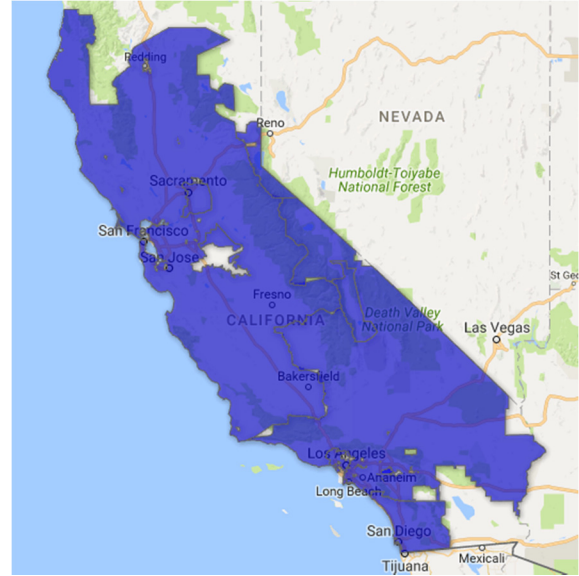 Redding
Reno
NEVADA
Humboldt-Toiyabe
National Forest
Sacramento
San Francisco
San Jose
St Geo
Fresno
CALIFORNIA
Death Valley
National Park
Las Vegas
Bakersfield
Los Angeles
Anaheim
Long Beach
San Diego
Tijuana
Mexicali